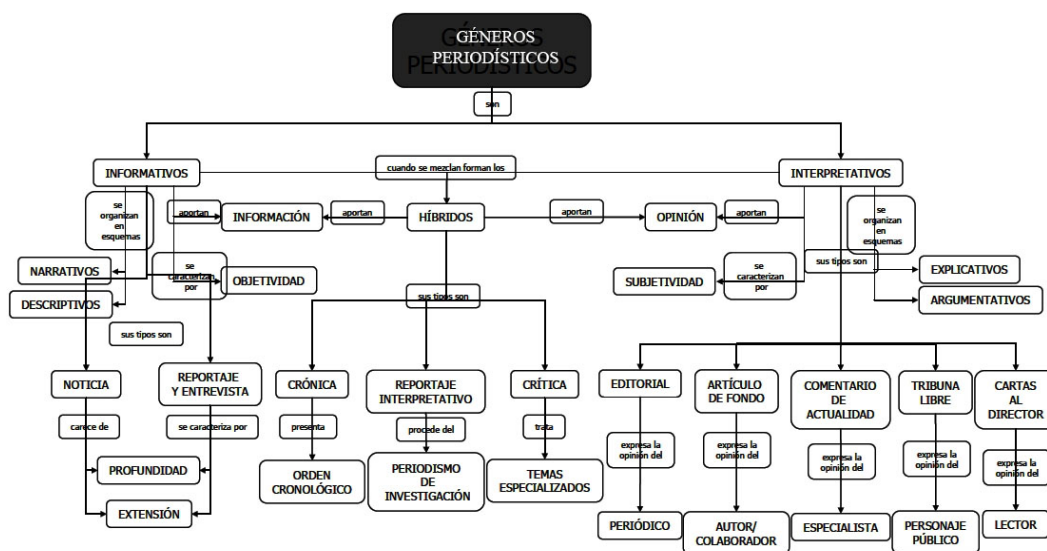 GÉNEROS
PERIODÍSTICOS
GÉNEROS
PERIODÍSTICOS
son
INFORMATIVOS
cuando se mezclan forman los
INTERPRETATIVOS
se
organizan
en
esquemas
aportan
INFORMACIÓN
aportan
HÍBRIDOS
aportan
OPINIÓN
aportan
se
organizan
en
esquemas
NARRATIVOS
se
caracterizan
por
OBJETIVIDAD
SUBJETIVIDAD
se
caracterizan
por
sus tipos son
EXPLICATIVOS
DESCRIPTIVOS
ARGUMENTATIVOS
sus tipos son
sus tipos son
NOTICIA
REPORTAJE
Y ENTREVISTA
CRÓNICA
REPORTAJE
INTERPRETATIVO
CRÍTICA
EDITORIAL
ARTÍCULO
DE FONDO
COMENTARIO
DE
ACTUALIDAD
TRIBUNA
LIBRE
CARTAS
AL
DIRECTOR
carece de
se caracteriza por
presenta
procede del
trata
expresa la
opinión del
expresa la
opinión del
expresa la
opinión del
expresa la
opinión del
expresa la
opinión del
PROFUNDIDAD
ORDEN
CRONOLÓGICO
PERIODISMO
DE
INVESTIGACIÓN
TEMAS
ESPECIALIZADOS
EXTENSIÓN
PERIÓDICO
AUTOR/
COLABORADOR
ESPECIALISTA
PERSONAJE
PÚBLICO
LECTOR